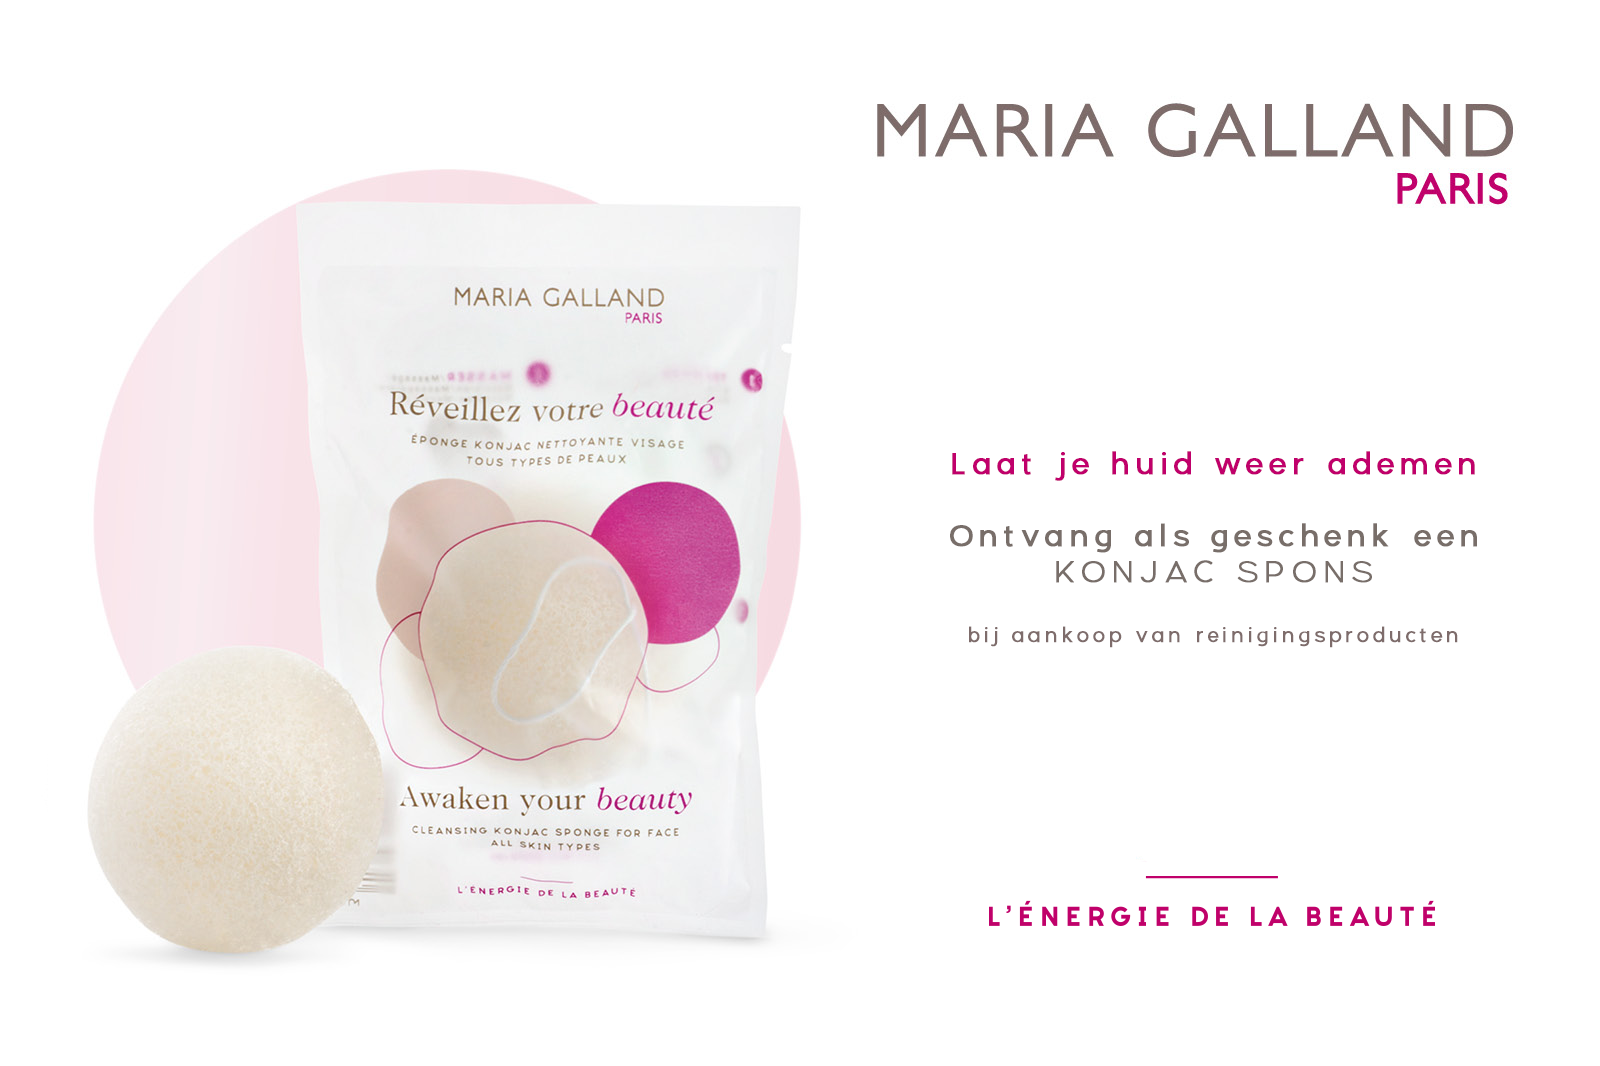 MARIA GALLAND
PARIS
MARIA GALLAND
PARIS
MASSER
Réveillez votre beauté
ÉPONGE KONJAC NETTOYANTE VISAGE
TOUS TYPES DE PEAUX
Awaken your beauty
CLEANSING KONJAC SPONGE FOR FACE
ALL SKIN TYPES
L'ÉNERGIE DE LA BEAUTÉ
Laat je huid weer ademen
Ontvang als geschenk een
KONJAC SPONS
bij aankoop van reinigingsproducten
L'ÉNERGIE DE LA BEAUTÉ